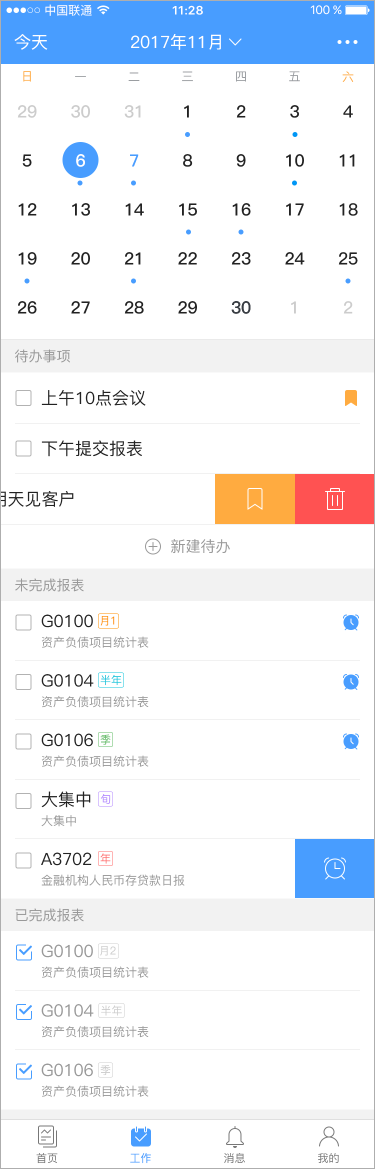 中国联通 11:28 100 %
今天 2017年11月
日 一 二 三 四 五 六
29 30 31 1 2 3 4
5 6 7 8 9 10 11
12 13 14 15 16 17 18
19 20 21 22 23 24 25
26 27 28 29 30 1 2
待办事项
上午10点会议
下午提交报表
明天见客户
新建待办
未完成报表
G0100 月1
资产负债项目统计表
G0104 半年
资产负债项目统计表
G0106 季
资产负债项目统计表
大集中 旬
大集中
A3702 年
金融机构人民币存贷款日报
已完成报表
G0100 月2
资产负债项目统计表
G0104 半年
资产负债项目统计表
G0106 季
资产负债项目统计表
首页 工作 消息 我的